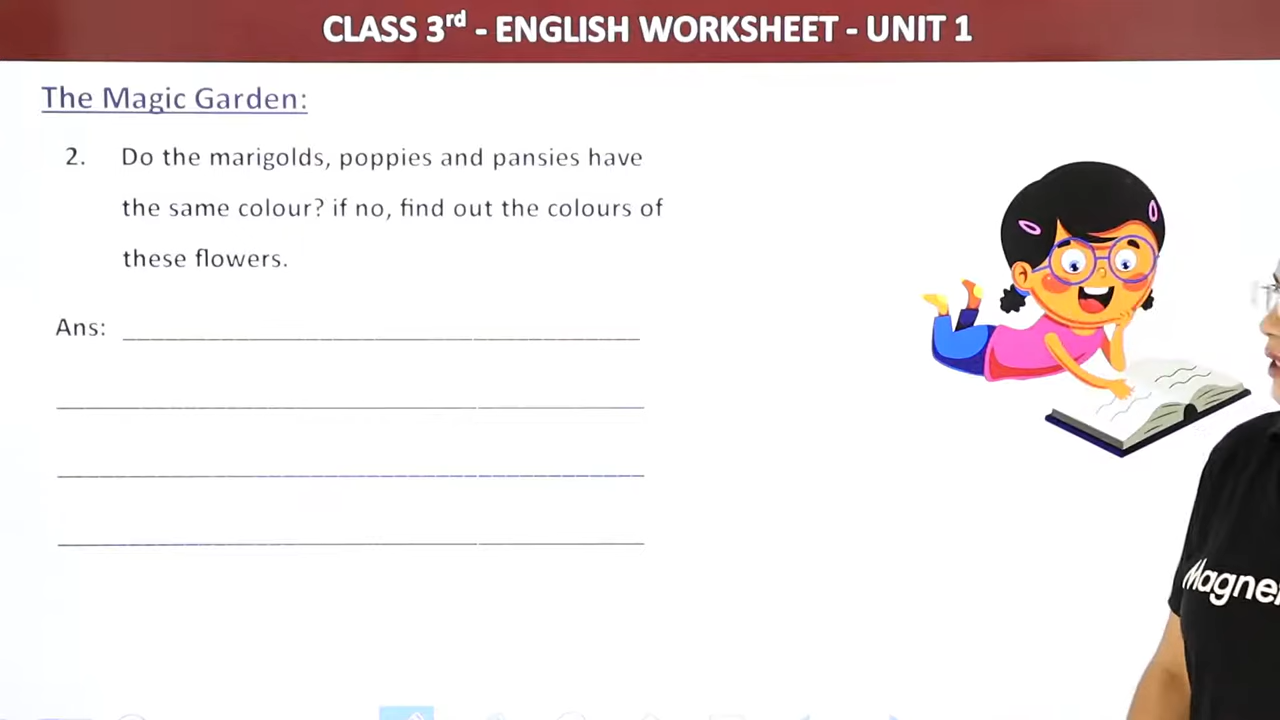 CLASS 3rd - ENGLISH WORKSHEET - UNIT 1
The Magic Garden:
2. Do the marigolds, poppies and pansies have
the same colour? if no, find out the colours of
these flowers.
Ans: